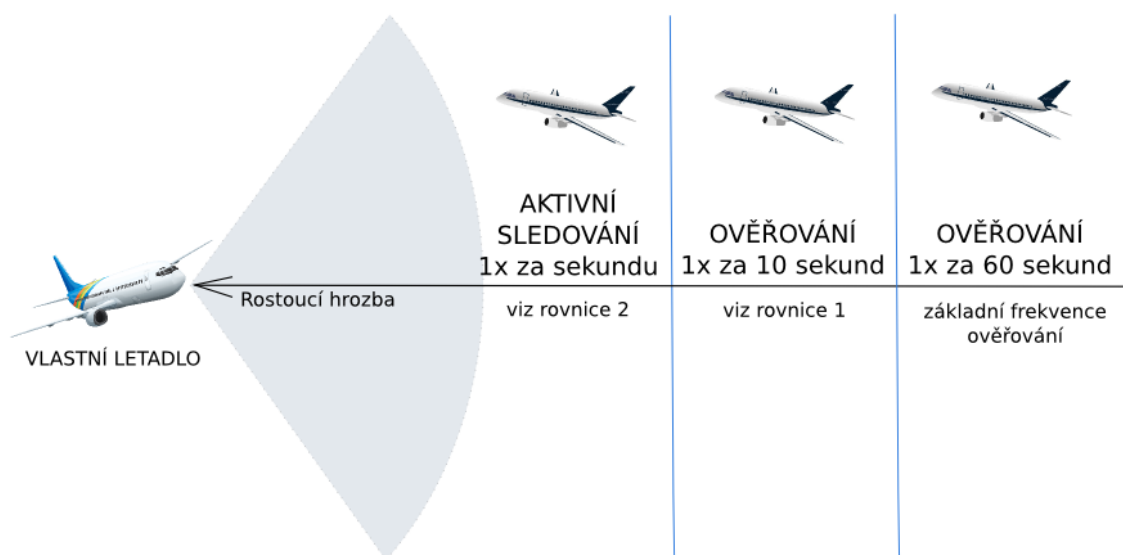 AKTIVNÍ
SLEDOVÁNÍ
1x za sekundu
viz rovnice 2
OVĚŘOVÁNÍ
1x za 10 sekund
viz rovnice 1
OVĚŘOVÁNÍ
1x za 60 sekund
základní frekvence
ověřování
Rostoucí hrozba
VLASTNÍ LETADLO